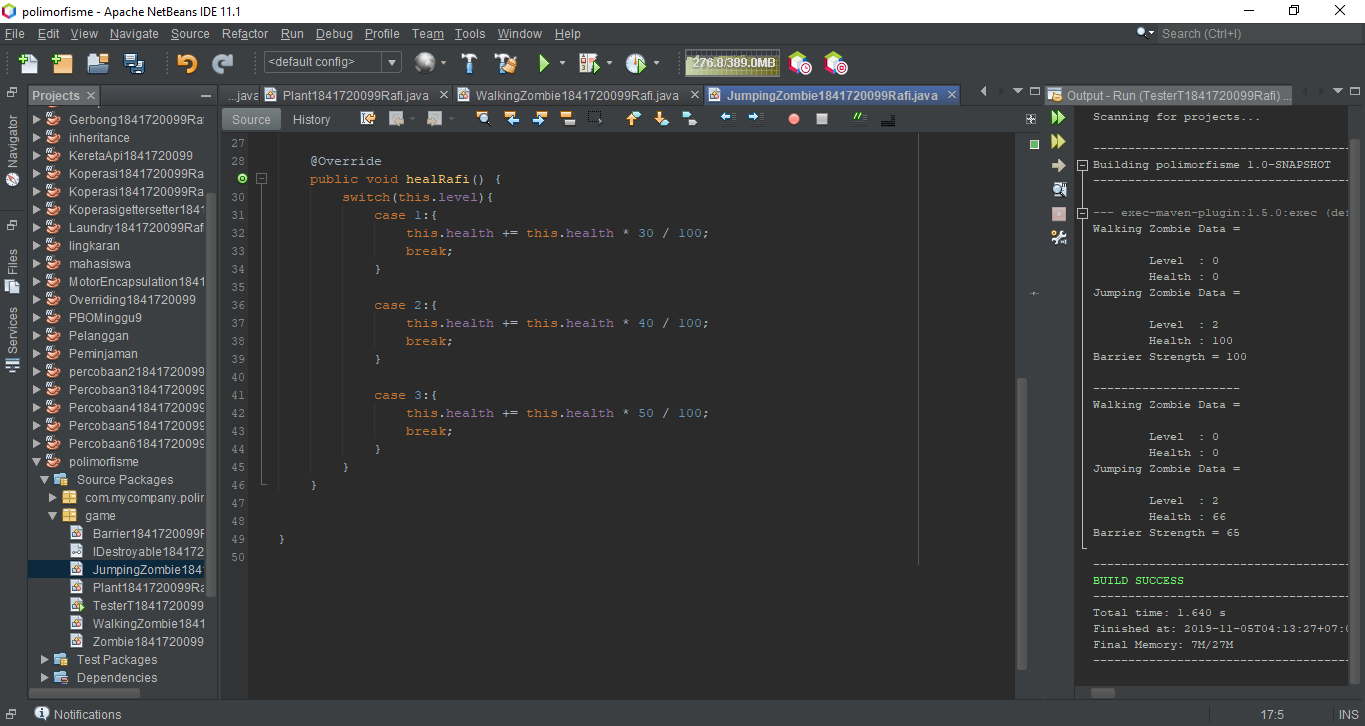 polimorfisme - Apache NetBeans IDE 11.1
File Edit View Navigate Source Refactor Run Debug Profile Team Tools Window Help
Search (Ctrl+I)
<default config>
276.8/389.0MB
Projects
...java
Plant1841720099Rafi.java
WalkingZombie1841720099Rafi.java
JumpingZombie1841720099Rafi.java
Output - Run (TesterT1841720099Rafi) ...
Navigator
Files
Services
Gerbong1841720099Ra
inheritance
KeretaApi1841720099
Koperasi1841720099Ra
Koperasi1841720099Ra
Koperasigettersetter184
Laundry1841720099Raf
lingkaran
mahasiswa
MotorEncapsulation1841
Overriding1841720099
PBOMinggu9
Pelanggan
Peminjaman
percobaan21841720099
Percobaan31841720099
Percobaan41841720099
Percobaan51841720099
Percobaan61841720099
polimorfisme
Source Packages
com.mycompany.polir
game
Barrier1841720099F
IDestroyable184172
JumpingZombie184
Plant1841720099Ra
TesterT1841720099
WalkingZombie1841
Zombie1841720099
Test Packages
Dependencies
Source History
27
28 @Override
public void healRafi() {
30 switch(this.level){
31 case 1:{
32 this.health += this.health * 30 / 100;
33 break;
34 }
35
36 case 2:{
37 this.health += this.health * 40 / 100;
38 break;
39 }
40
41 case 3:{
42 this.health += this.health * 50 / 100;
43 break;
44 }
45 }
46 }
47
48
49 }
50
Scanning for projects...
------------------------------------
Building polimorfisme 1.0-SNAPSHOT
------------------------------------
--- exec-maven-plugin:1.5.0:exec (de
Walking Zombie Data =
Level : 0
Health : 0
Jumping Zombie Data =
Level : 2
Health : 100
Barrier Strength = 100
---------------------
Walking Zombie Data =
Level : 0
Health : 0
Jumping Zombie Data =
Level : 2
Health : 66
Barrier Strength = 65
------------------------------------
BUILD SUCCESS
------------------------------------
Total time: 1.640 s
Finished at: 2019-11-05T04:13:27+07:
Final Memory: 7M/27M
------------------------------------
Notifications
17:5
INS